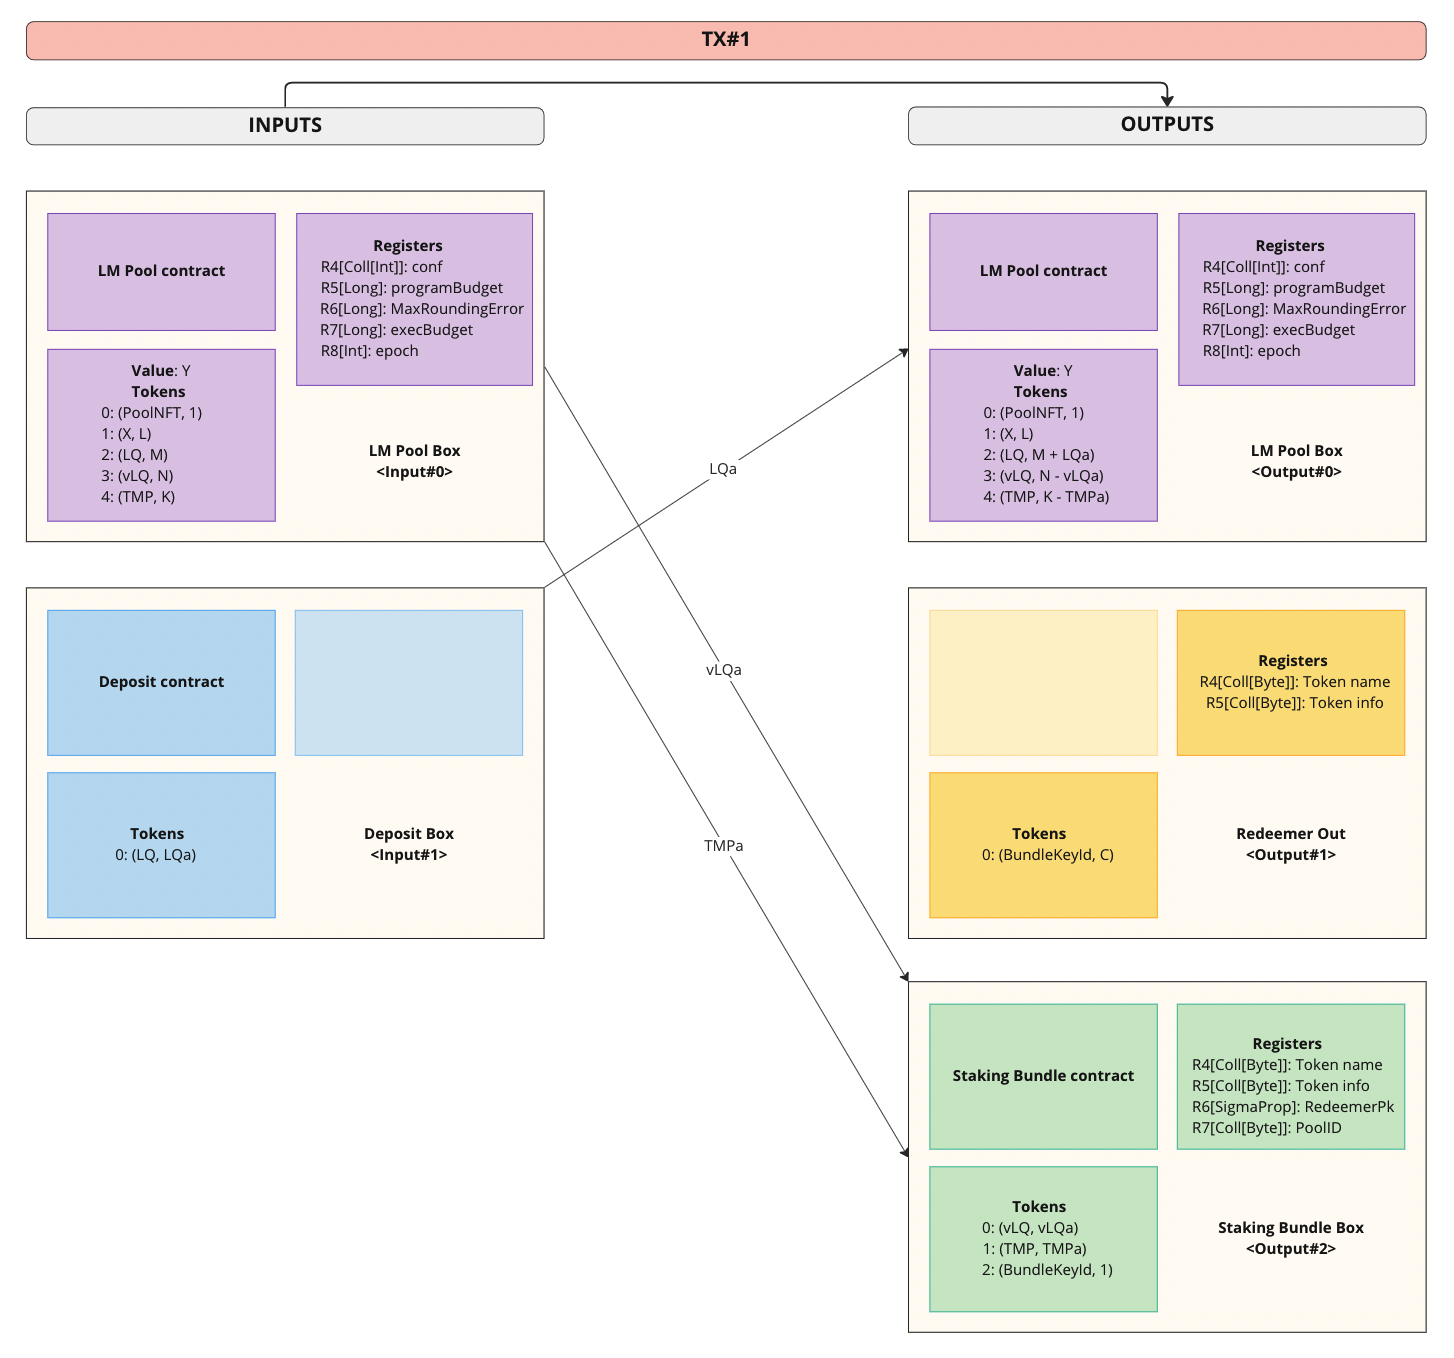 TX#1
INPUTS
OUTPUTS
LM Pool contract
Registers
R4[Coll[Int]]: conf
R5[Long]: programBudget
R6[Long]: MaxRoundingError
R7[Long]: execBudget
R8[Int]: epoch
Value: Y
Tokens
0: (PoolNFT, 1)
1: (X, L)
2: (LQ, M)
3: (vLQ, N)
4: (TMP, K)
LM Pool Box
<Input#0>
LM Pool contract
Registers
R4[Coll[Int]]: conf
R5[Long]: programBudget
R6[Long]: MaxRoundingError
R7[Long]: execBudget
R8[Int]: epoch
Value: Y
Tokens
0: (PoolNFT, 1)
1: (X, L)
2: (LQ, M + LQa)
3: (vLQ, N - vLQa)
4: (TMP, K - TMPa)
LM Pool Box
<Output#0>
LQa
vLQa
TMPa
Deposit contract
Tokens
0: (LQ, LQa)
Deposit Box
<Input#1>
Registers
R4[Coll[Byte]]: Token name
R5[Coll[Byte]]: Token info
Tokens
0: (BundleKeyId, C)
Redeemer Out
<Output#1>
Staking Bundle contract
Registers
R4[Coll[Byte]]: Token name
R5[Coll[Byte]]: Token info
R6[SigmaProp]: RedeemerPk
R7[Coll[Byte]]: PoolID
Tokens
0: (vLQ, vLQa)
1: (TMP, TMPa)
2: (BundleKeyId, 1)
Staking Bundle Box
<Output#2>